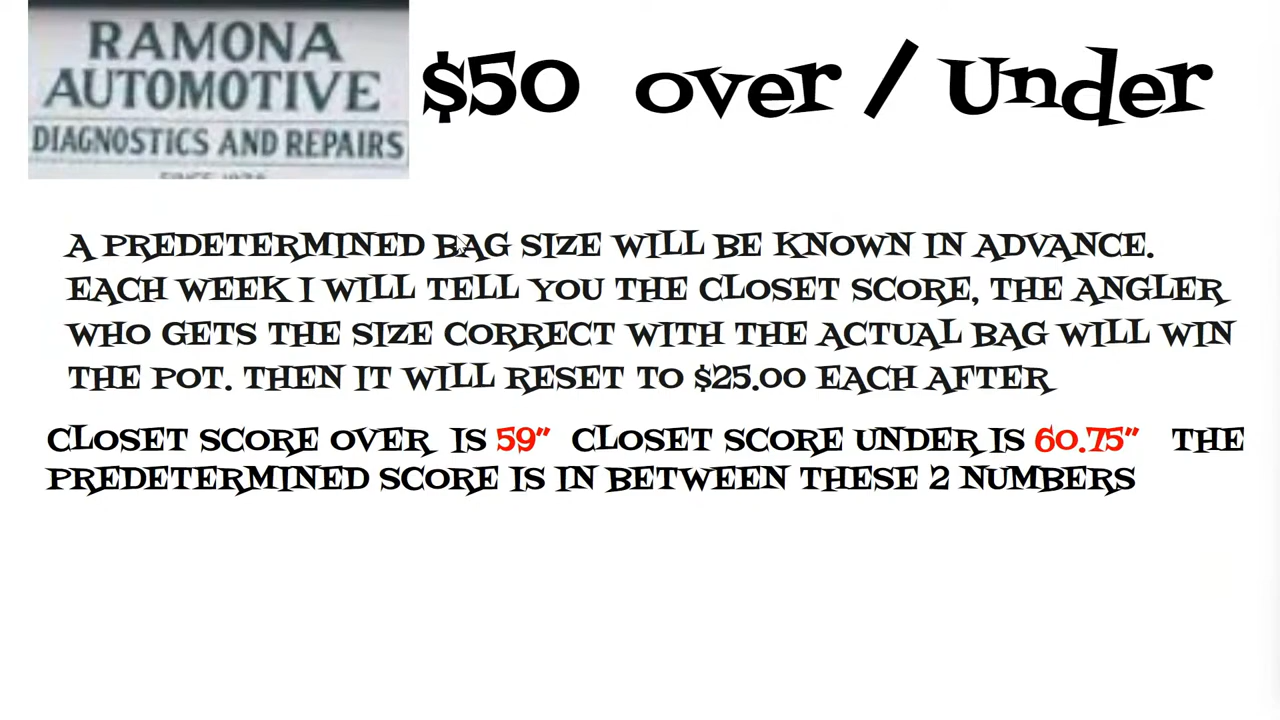 RAMONA
AUTOMOTIVE
DIAGNOSTICS AND REPAIRS
$50 over / Under
A PREDETERMINED BAG SIZE WILL BE KNOWN IN ADVANCE.
EACH WEEK I WILL TELL YOU THE CLOSET SCORE, THE ANGLER
WHO GETS THE SIZE CORRECT WITH THE ACTUAL BAG WILL WIN
THE POT. THEN IT WILL RESET TO $25.00 EACH AFTER
CLOSET SCORE OVER IS 59" CLOSET SCORE UNDER IS 60.75" THE
PREDETERMINED SCORE IS IN BETWEEN THESE 2 NUMBERS